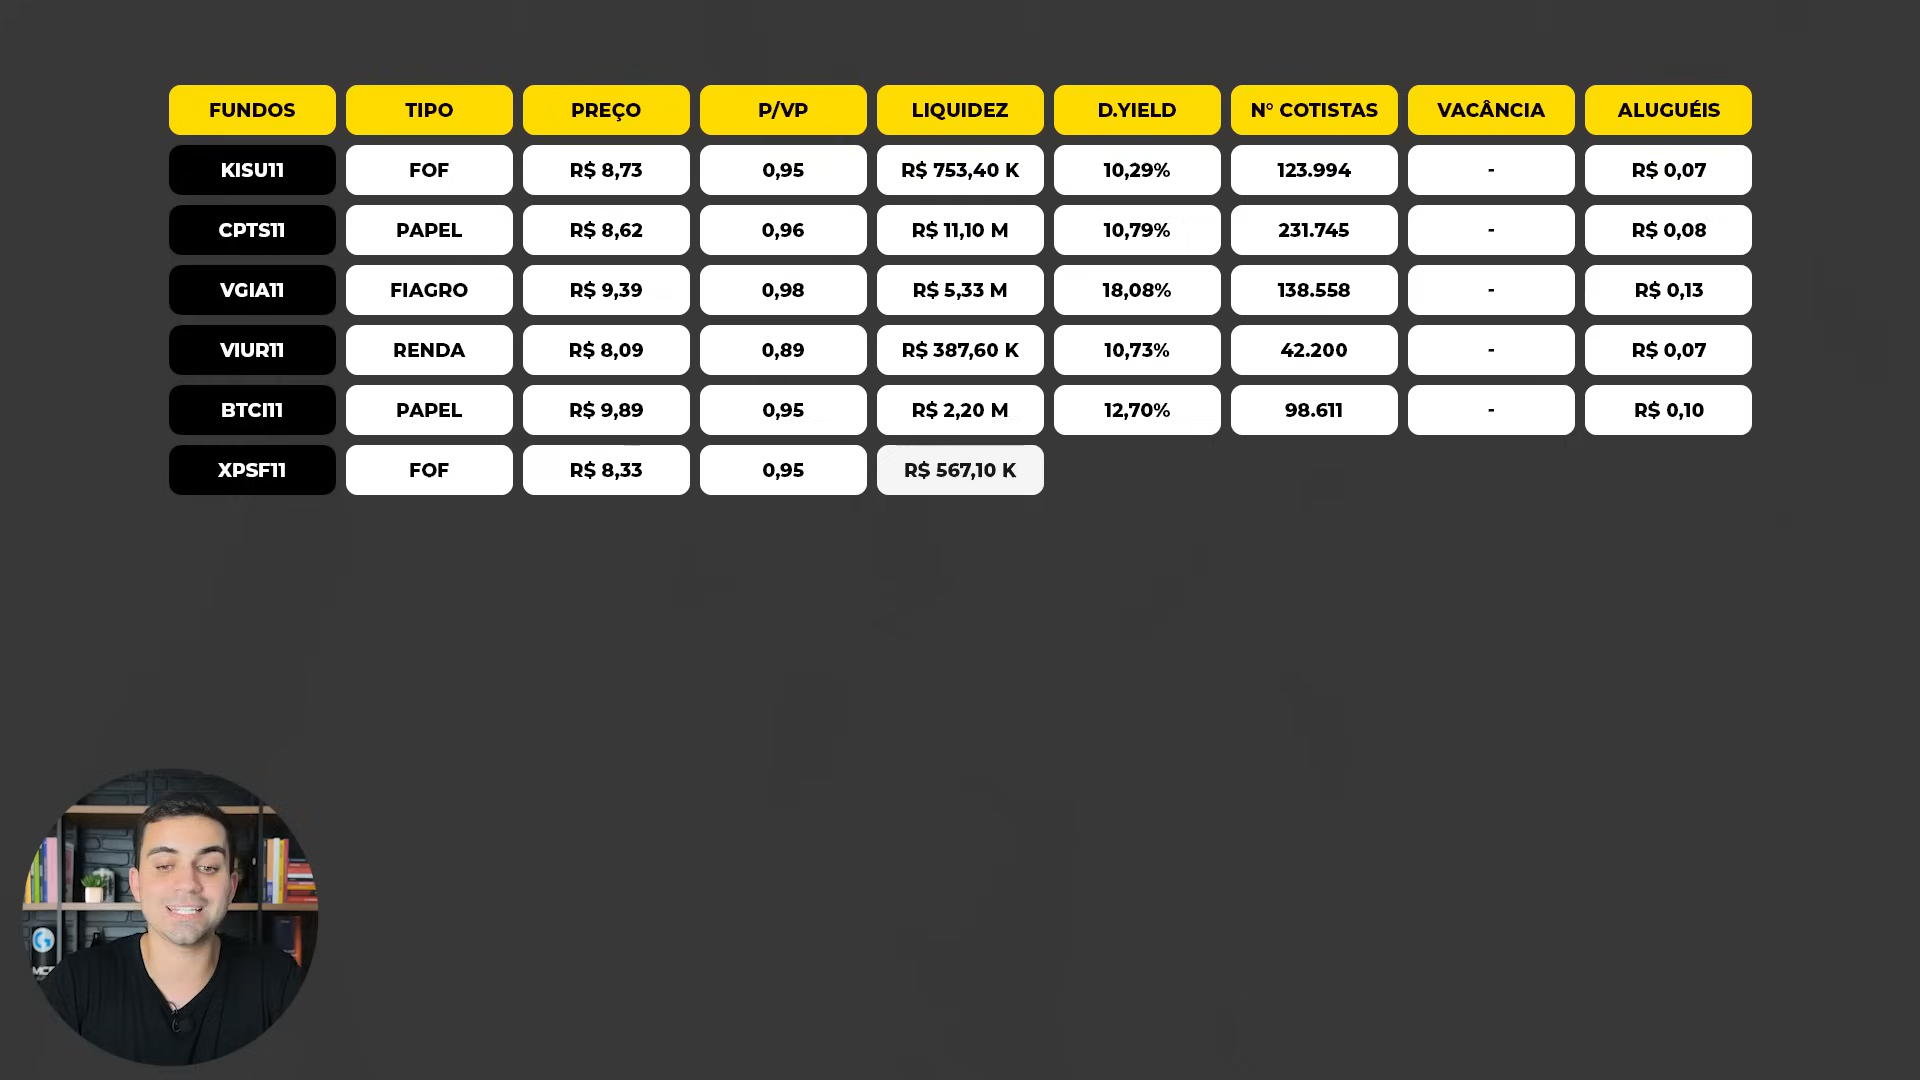 FUNDOS TIPO PREÇO P/VP LIQUIDEZ D.YIELD N° COTISTAS VACÂNCIA ALUGUÉIS
KISU11 FOF R$ 8,73 0,95 R$ 753,40 K 10,29% 123.994 - R$ 0,07
CPTS11 PAPEL R$ 8,62 0,96 R$ 11,10 M 10,79% 231.745 - R$ 0,08
VGIA11 FIAGRO R$ 9,39 0,98 R$ 5,33 M 18,08% 138.558 - R$ 0,13
VIUR11 RENDA R$ 8,09 0,89 R$ 387,60 K 10,73% 42.200 - R$ 0,07
BTCI11 PAPEL R$ 9,89 0,95 R$ 2,20 M 12,70% 98.611 - R$ 0,10
XPSF11 FOF R$ 8,33 0,95 R$ 567,10 K